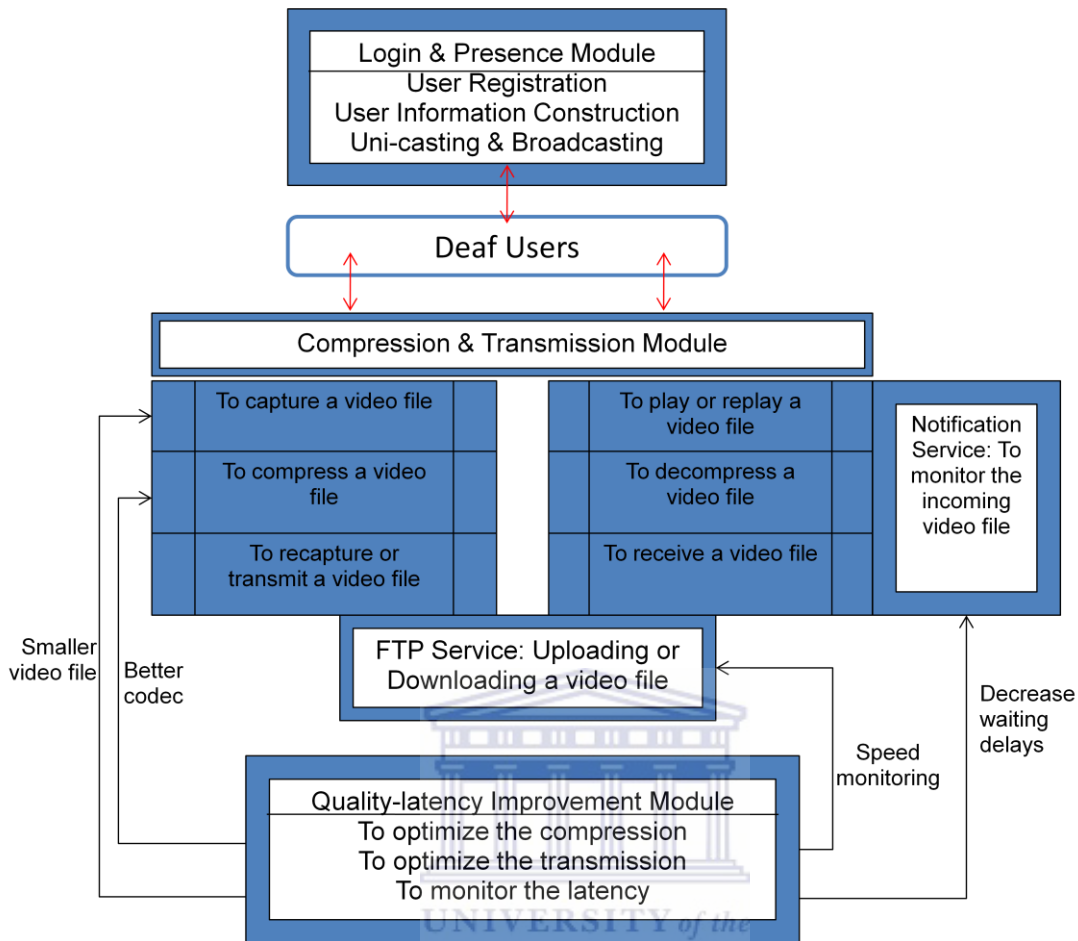 Login & Presence Module
User Registration
User Information Construction
Uni-casting & Broadcasting
Deaf Users
Compression & Transmission Module
To capture a video file
To compress a video
file
To recapture or
transmit a video file
To play or replay a
video file
To decompress a
video file
To receive a video file
Notification
Service: To
monitor the
incoming
video file
FTP Service: Uploading or
Downloading a video file
Smaller
video file
Better
codec
Speed
monitoring
Decrease
waiting
delays
Quality-latency Improvement Module
To optimize the compression
To optimize the transmission
To monitor the latency
UNIVERSITY of the